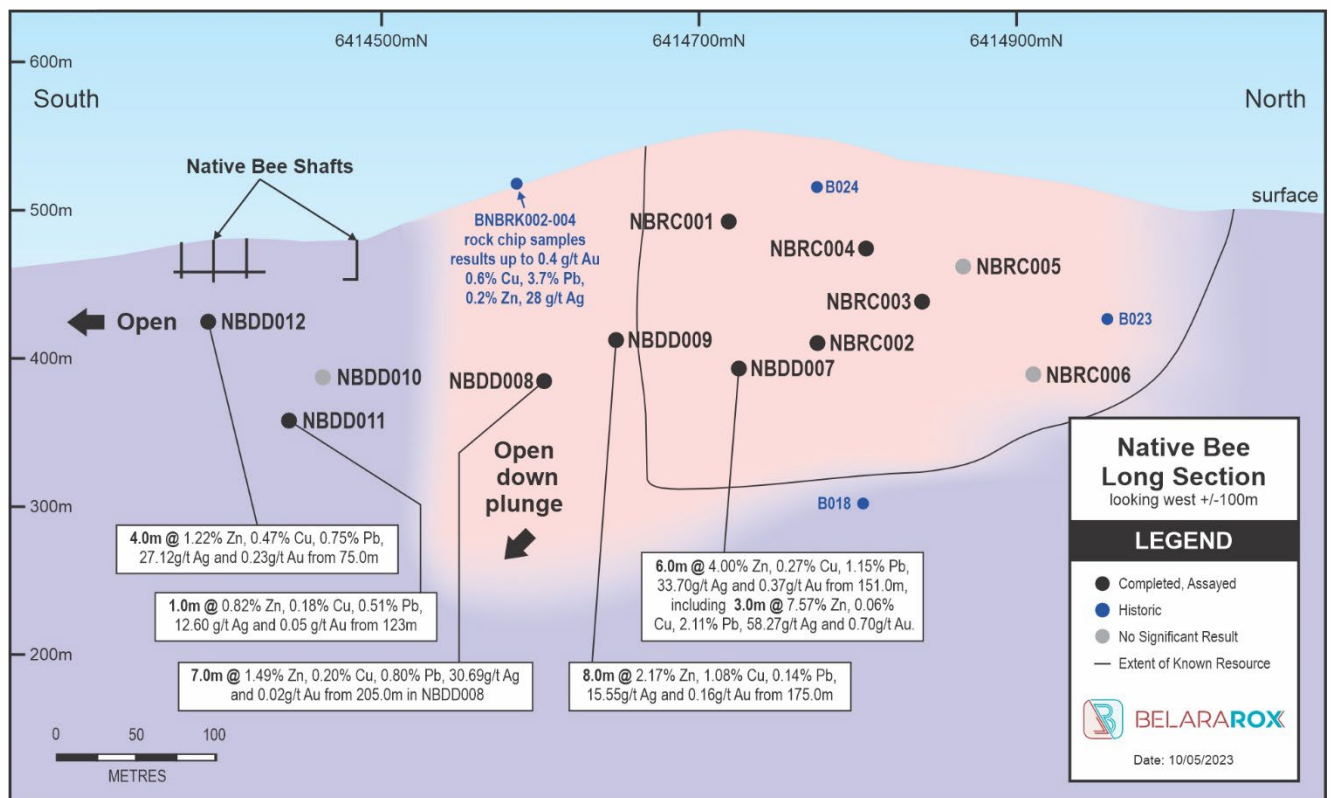 6414500mN
6414700mN
6414900mN
600m
South
North
Native Bee Shafts
500m
surface
B024
BNBRK002-004
rock chip samples
results up to 0.4 g/t Au
0.6% Cu, 3.7% Pb,
0.2% Zn, 28 g/t Ag
NBRC001
NBRC004
NBRC005
NBRC003
Open
NBDD012
B023
NBDD009
NBRC002
400m
NBDD010
NBDD008
NBDD007
NBRC006
NBDD011
Open
down
plunge
300m
B018
4.0m @ 1.22% Zn, 0.47% Cu, 0.75% Pb,
27.12g/t Ag and 0.23g/t Au from 75.0m
1.0m @ 0.82% Zn, 0.18% Cu, 0.51% Pb,
12.60 g/t Ag and 0.05 g/t Au from 123m
6.0m @ 4.00% Zn, 0.27% Cu, 1.15% Pb,
33.70g/t Ag and 0.37g/t Au from 151.0m,
including 3.0m @ 7.57% Zn, 0.06%
Cu, 2.11% Pb, 58.27g/t Ag and 0.70g/t Au.
200m
7.0m @ 1.49% Zn, 0.20% Cu, 0.80% Pb, 30.69g/t Ag
and 0.02g/t Au from 205.0m in NBDD008
8.0m @ 2.17% Zn, 1.08% Cu, 0.14% Pb,
15.55g/t Ag and 0.16g/t Au from 175.0m
0 50 100
METRES
Native Bee
Long Section
looking west +/-100m
LEGEND
Completed, Assayed
Historic
No Significant Result
Extent of Known Resource
BELARAROX
Date: 10/05/2023